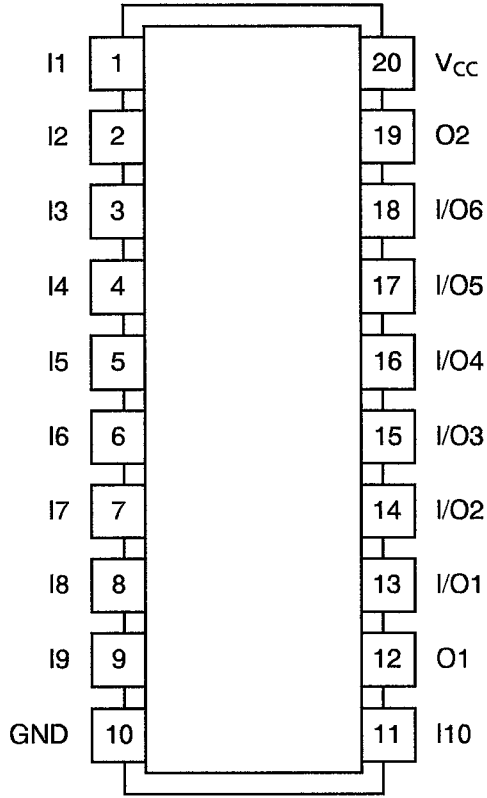 I1 1 20 VCC
I2 2 19 O2
I3 3 18 I/O6
I4 4 17 I/O5
I5 5 16 I/O4
I6 6 15 I/O3
I7 7 14 I/O2
I8 8 13 I/O1
I9 9 12 O1
GND 10 11 I10